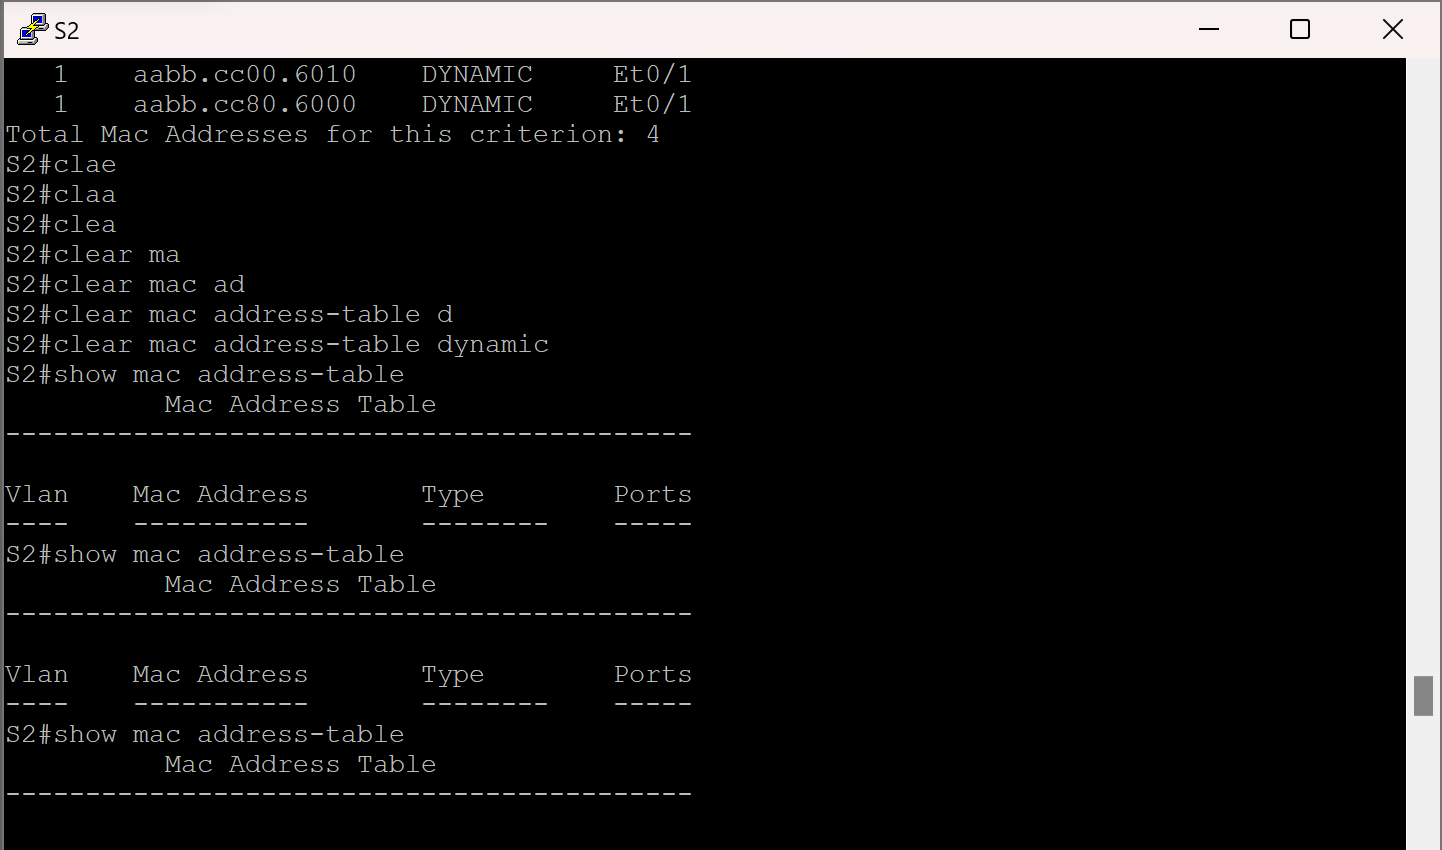 S2
1    aabb.cc00.6010    DYNAMIC     Et0/1
1    aabb.cc80.6000    DYNAMIC     Et0/1
Total Mac Addresses for this criterion: 4
S2#clae
S2#claa
S2#clea
S2#clear ma
S2#clear mac ad
S2#clear mac address-table d
S2#clear mac address-table dynamic
S2#show mac address-table
Mac Address Table
-------------------------------------------
Vlan    Mac Address       Type        Ports
----    -----------       --------    -----
S2#show mac address-table
Mac Address Table
-------------------------------------------
Vlan    Mac Address       Type        Ports
----    -----------       --------    -----
S2#show mac address-table
Mac Address Table
-------------------------------------------